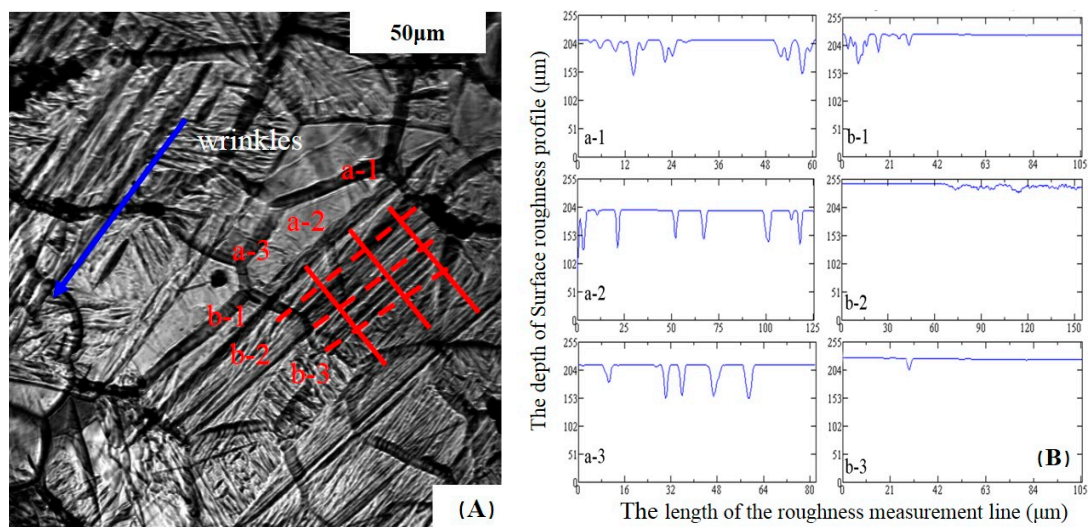 50μm
wrinkles
a-1
a-2
a-3
b-1
b-2
b-3
(A)
The depth of Surface roughness profile (μm)
255
204
153
102
51
0
a-1
0 12 24 36 48 60
255
204
153
102
51
0
b-1
0 21 42 63 84 105
255
204
153
102
51
0
a-2
0 25 50 75 100 125
255
204
153
102
51
0
b-2
0 30 60 90 120 150
255
204
153
102
51
0
a-3
0 16 32 48 64 80
255
204
153
102
51
0
b-3
(B)
0 21 42 63 84 105
The length of the roughness measurement line (μm)